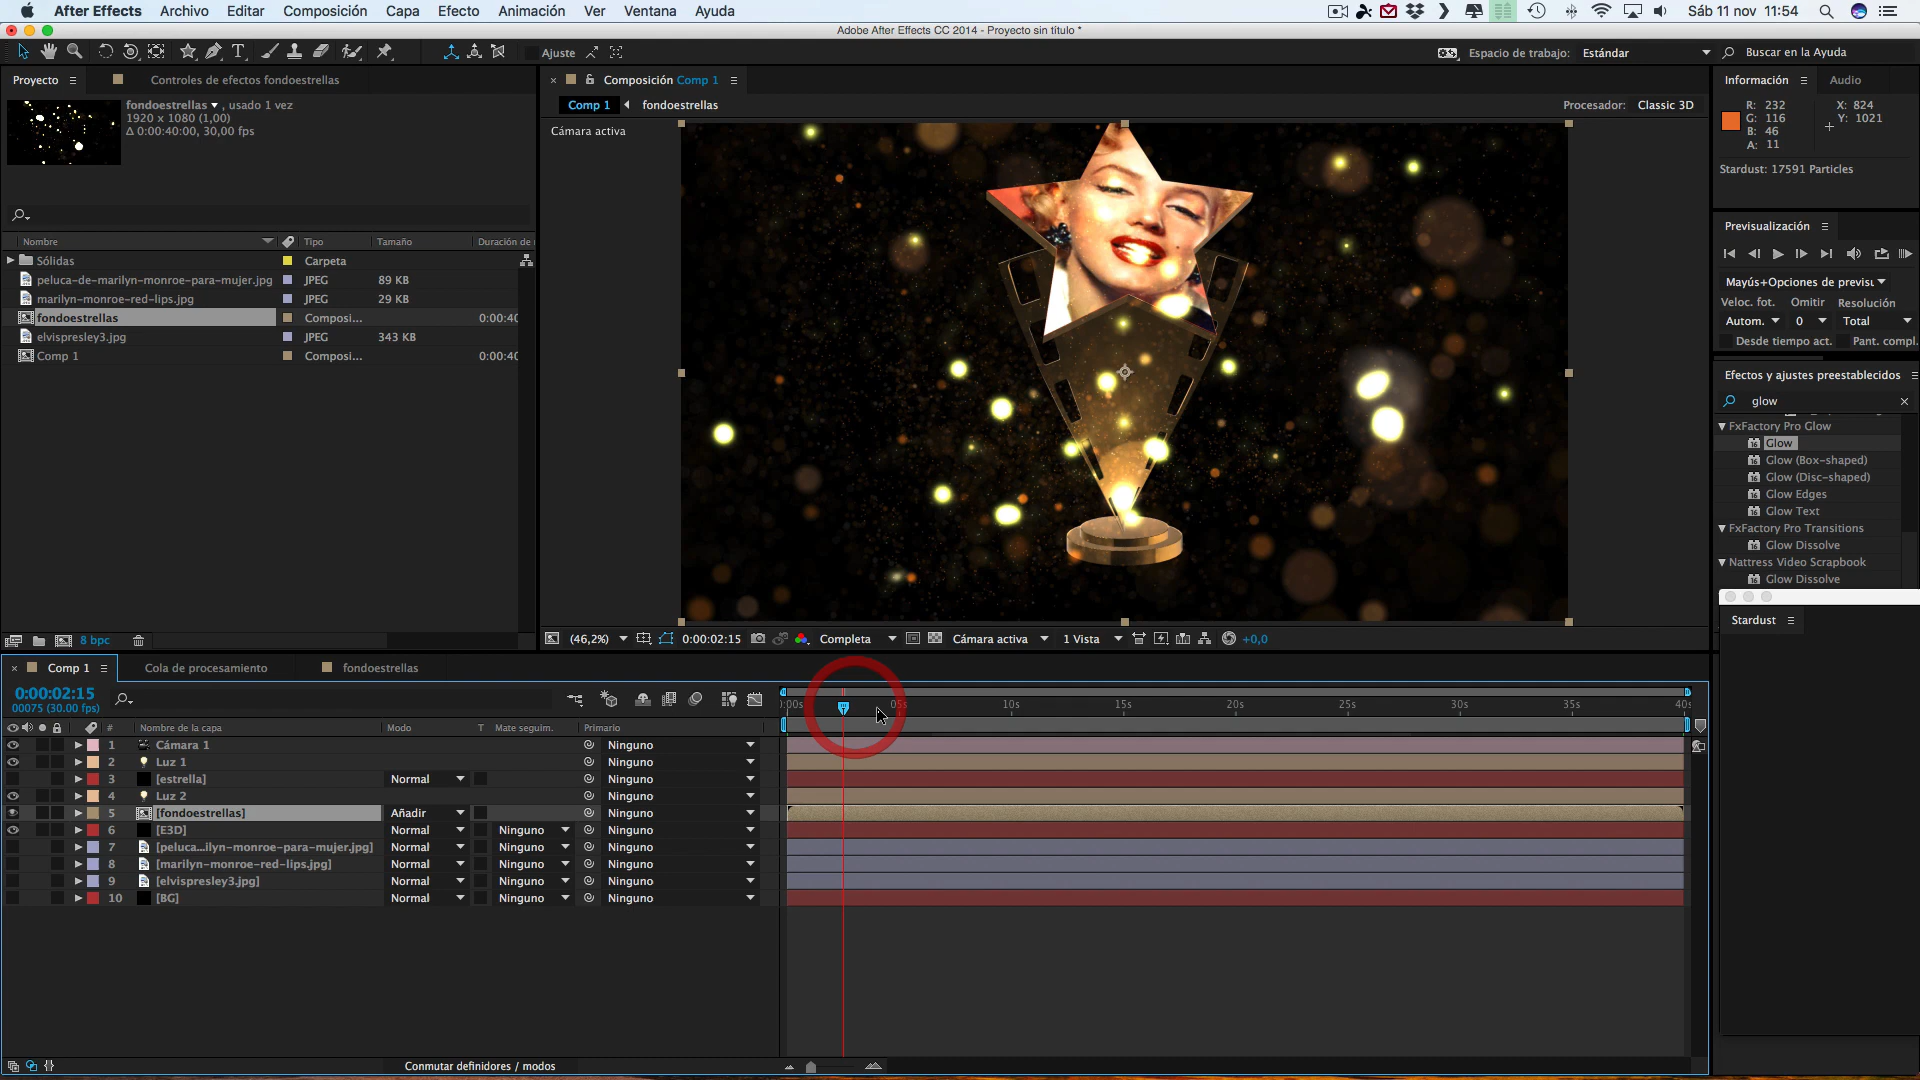 After Effects Archivo Editar Composición Capa Efecto Animación Ver Ventana Ayuda Sáb 11 nov 11:54
Adobe After Effects CC 2014 - Proyecto sin título *
Ajuste Espacio de trabajo: Estándar Buscar en la Ayuda
Proyecto Controles de efectos fondoestrellas
fondoestrellas , usado 1 vez
1920 x 1080 (1,00)
Δ 0:00:40:00, 30,00 fps
Nombre Tipo Tamaño Duración de
Sólidas Carpeta
peluca-de-marilyn-monroe-para-mujer.jpg JPEG 89 KB
marilyn-monroe-red-lips.jpg JPEG 29 KB
fondoestrellas Composi... 0:00:40
elvispresley3.jpg JPEG 343 KB
Comp 1 Composi... 0:00:40
8 bpc
Composición Comp 1
Comp 1 fondoestrellas Procesador: Classic 3D
Cámara activa
(46,2%) 0:00:02:15 Completa Cámara activa 1 Vista +0,0
Información Audio
R: 232 X: 824
G: 116 Y: 1021
B: 46
A: 11
Stardust: 17591 Particles
Previsualización
Mayús+Opciones de previsu
Veloc. fot. Omitir Resolución
Autom. 0 Total
Desde tiempo act. Pant. compl.
Efectos y ajustes preestablecidos
glow
FxFactory Pro Glow
Glow
Glow (Box-shaped)
Glow (Disc-shaped)
Glow Edges
Glow Text
FxFactory Pro Transitions
Glow Dissolve
Nattress Video Scrapbook
Glow Dissolve
Stardust
Comp 1 Cola de procesamiento fondoestrellas
0:00:02:15
00075 (30.00 fps)
:00s 05s 10s 15s 20s 25s 30s 35s 40s
# Nombre de la capa Modo T Mate seguim. Primario
1 Cámara 1 Ninguno
2 Luz 1 Ninguno
3 [estrella] Normal Ninguno
4 Luz 2 Ninguno
5 [fondoestrellas] Añadir Ninguno
6 [E3D] Normal Ninguno Ninguno
7 [peluca...ilyn-monroe-para-mujer.jpg] Normal Ninguno Ninguno
8 [marilyn-monroe-red-lips.jpg] Normal Ninguno Ninguno
9 [elvispresley3.jpg] Normal Ninguno Ninguno
10 [BG] Normal Ninguno Ninguno
Conmutar definidores / modos